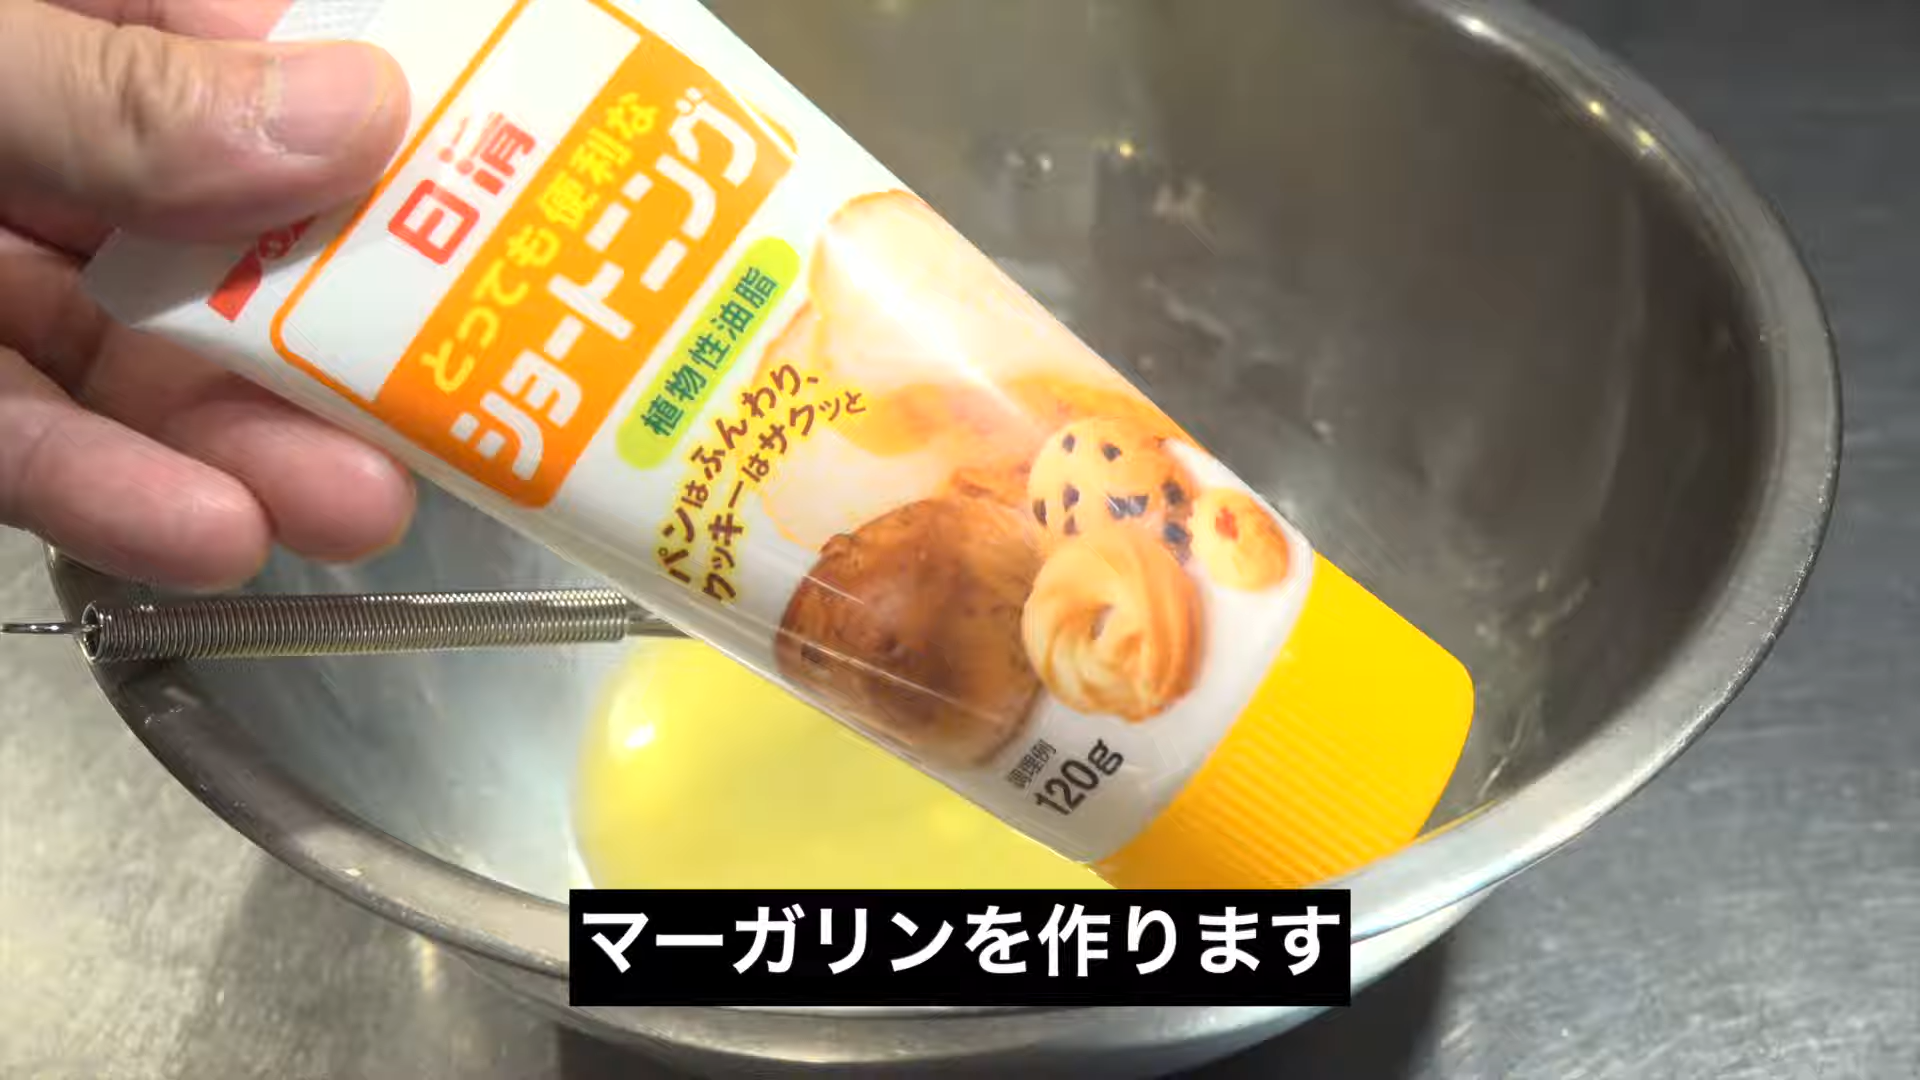 日清
とっても便利な
ショートニング
植物性油脂
パンはふんわり、
クッキーはサクッと
調理例
120g
マーガリンを作ります